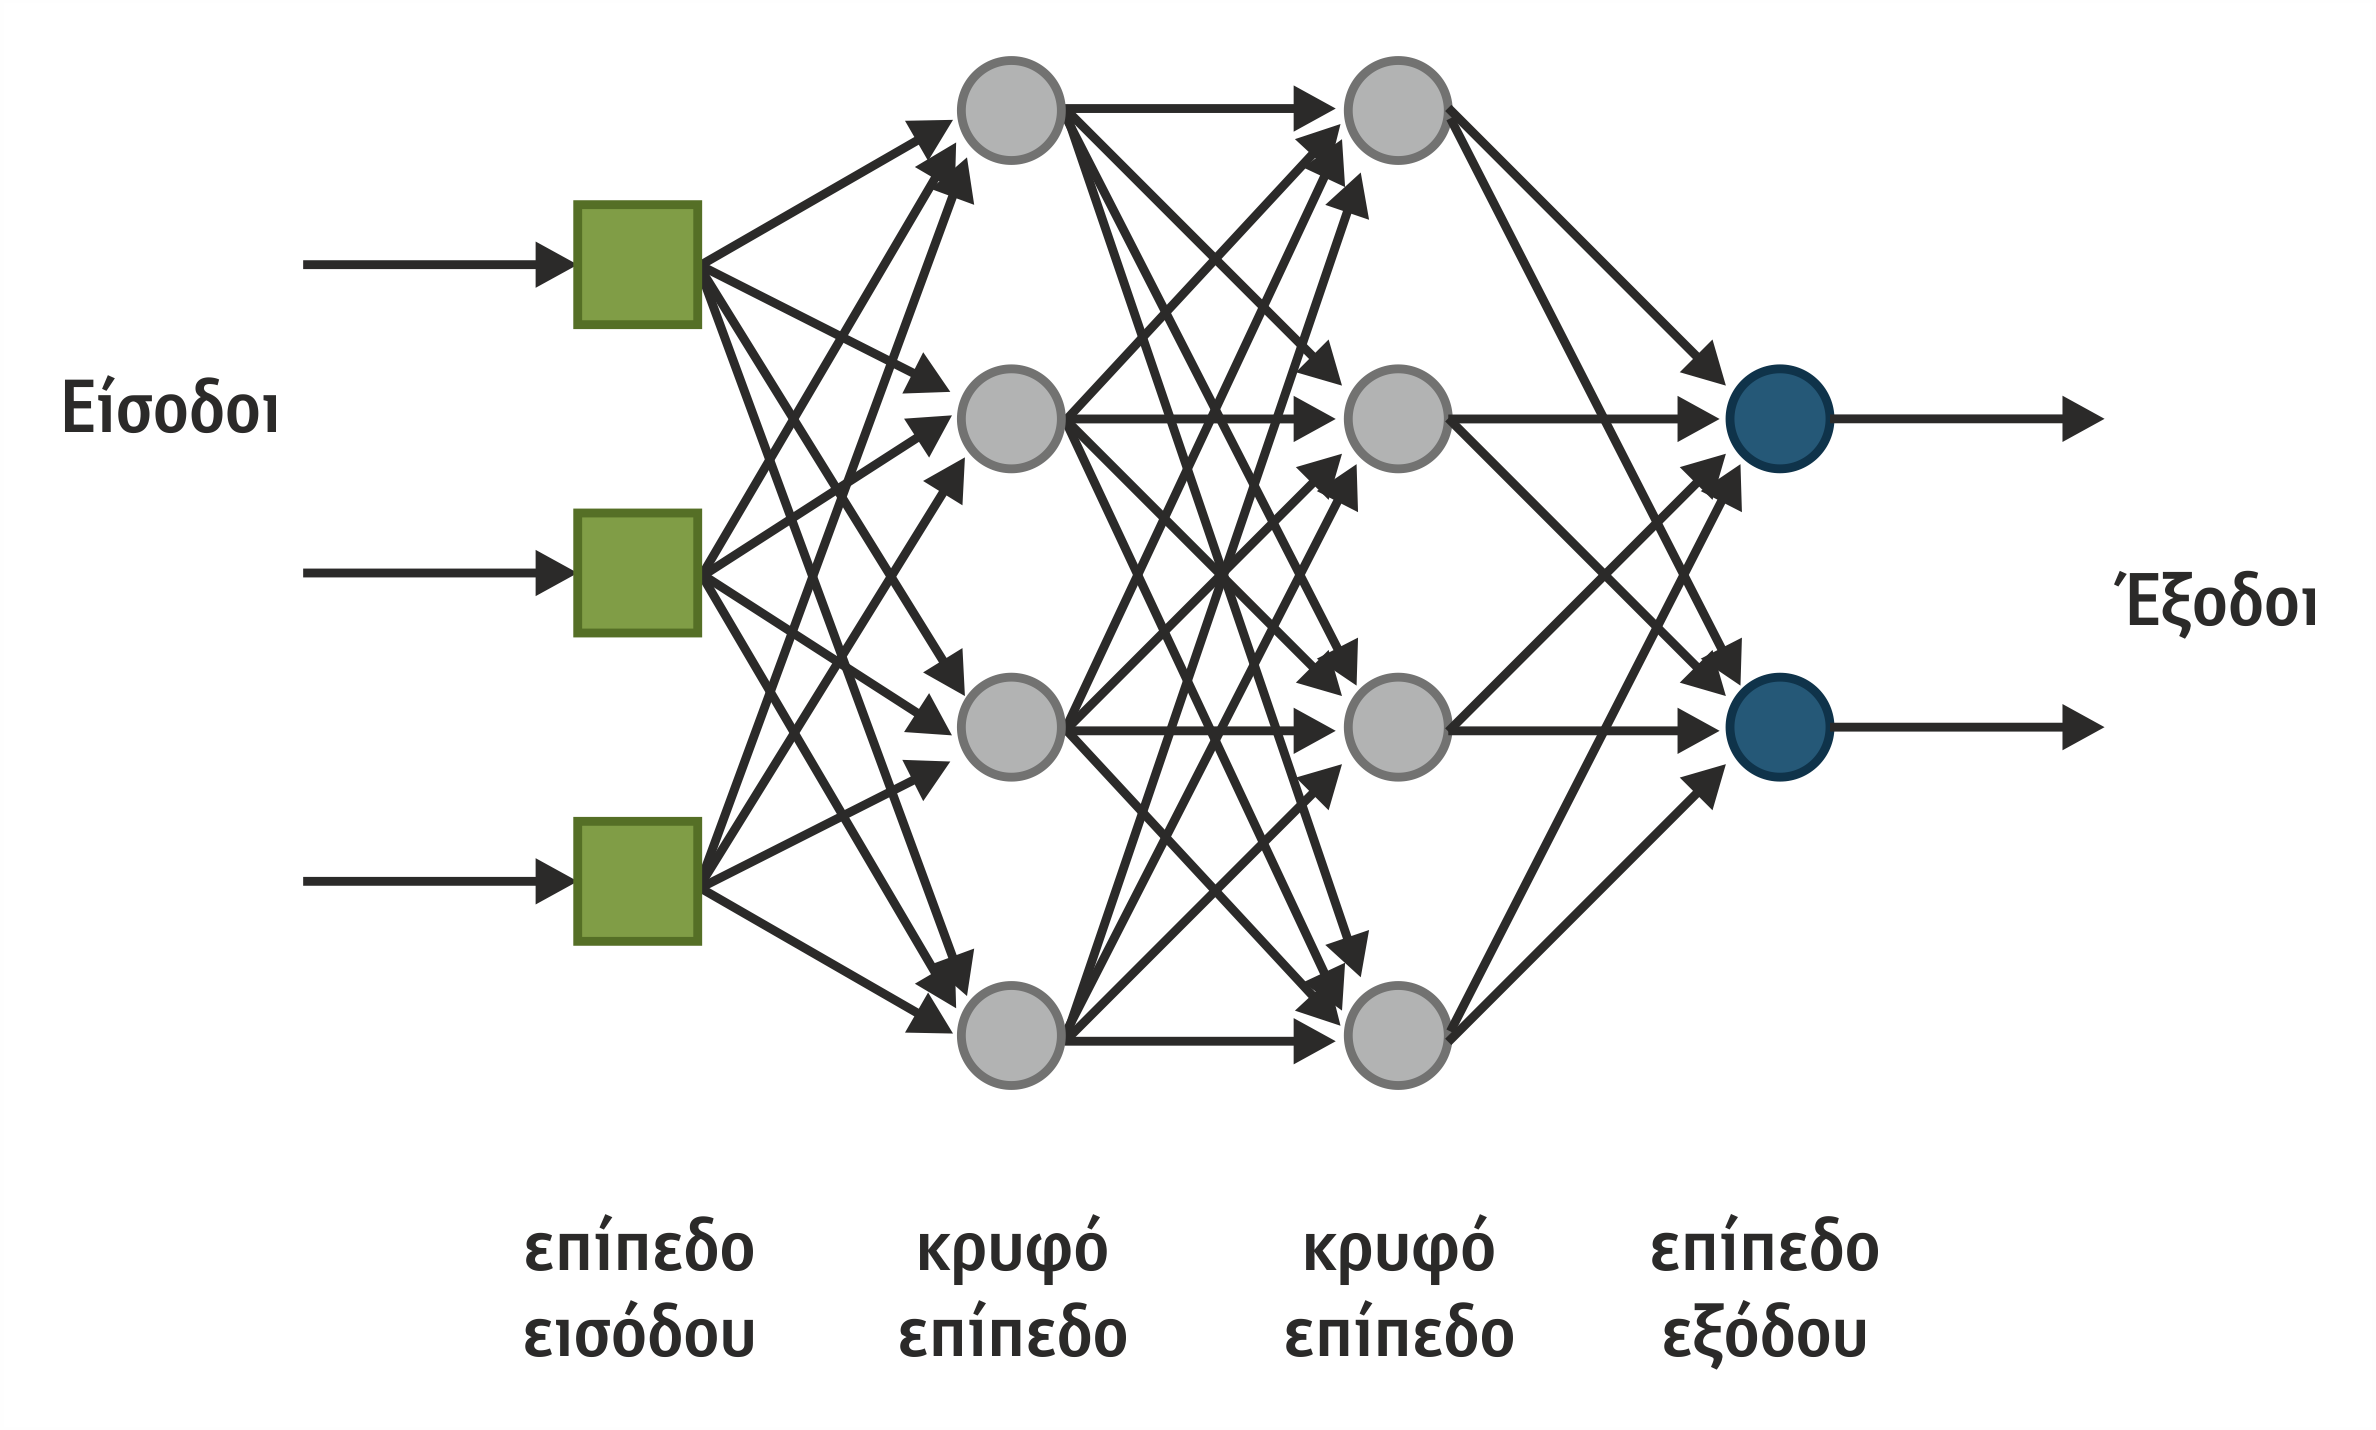 Είσοδοι
Έξοδοι
επίπεδο
εισόδου
κρυφό
επίπεδο
κρυφό
επίπεδο
επίπεδο
εξόδου